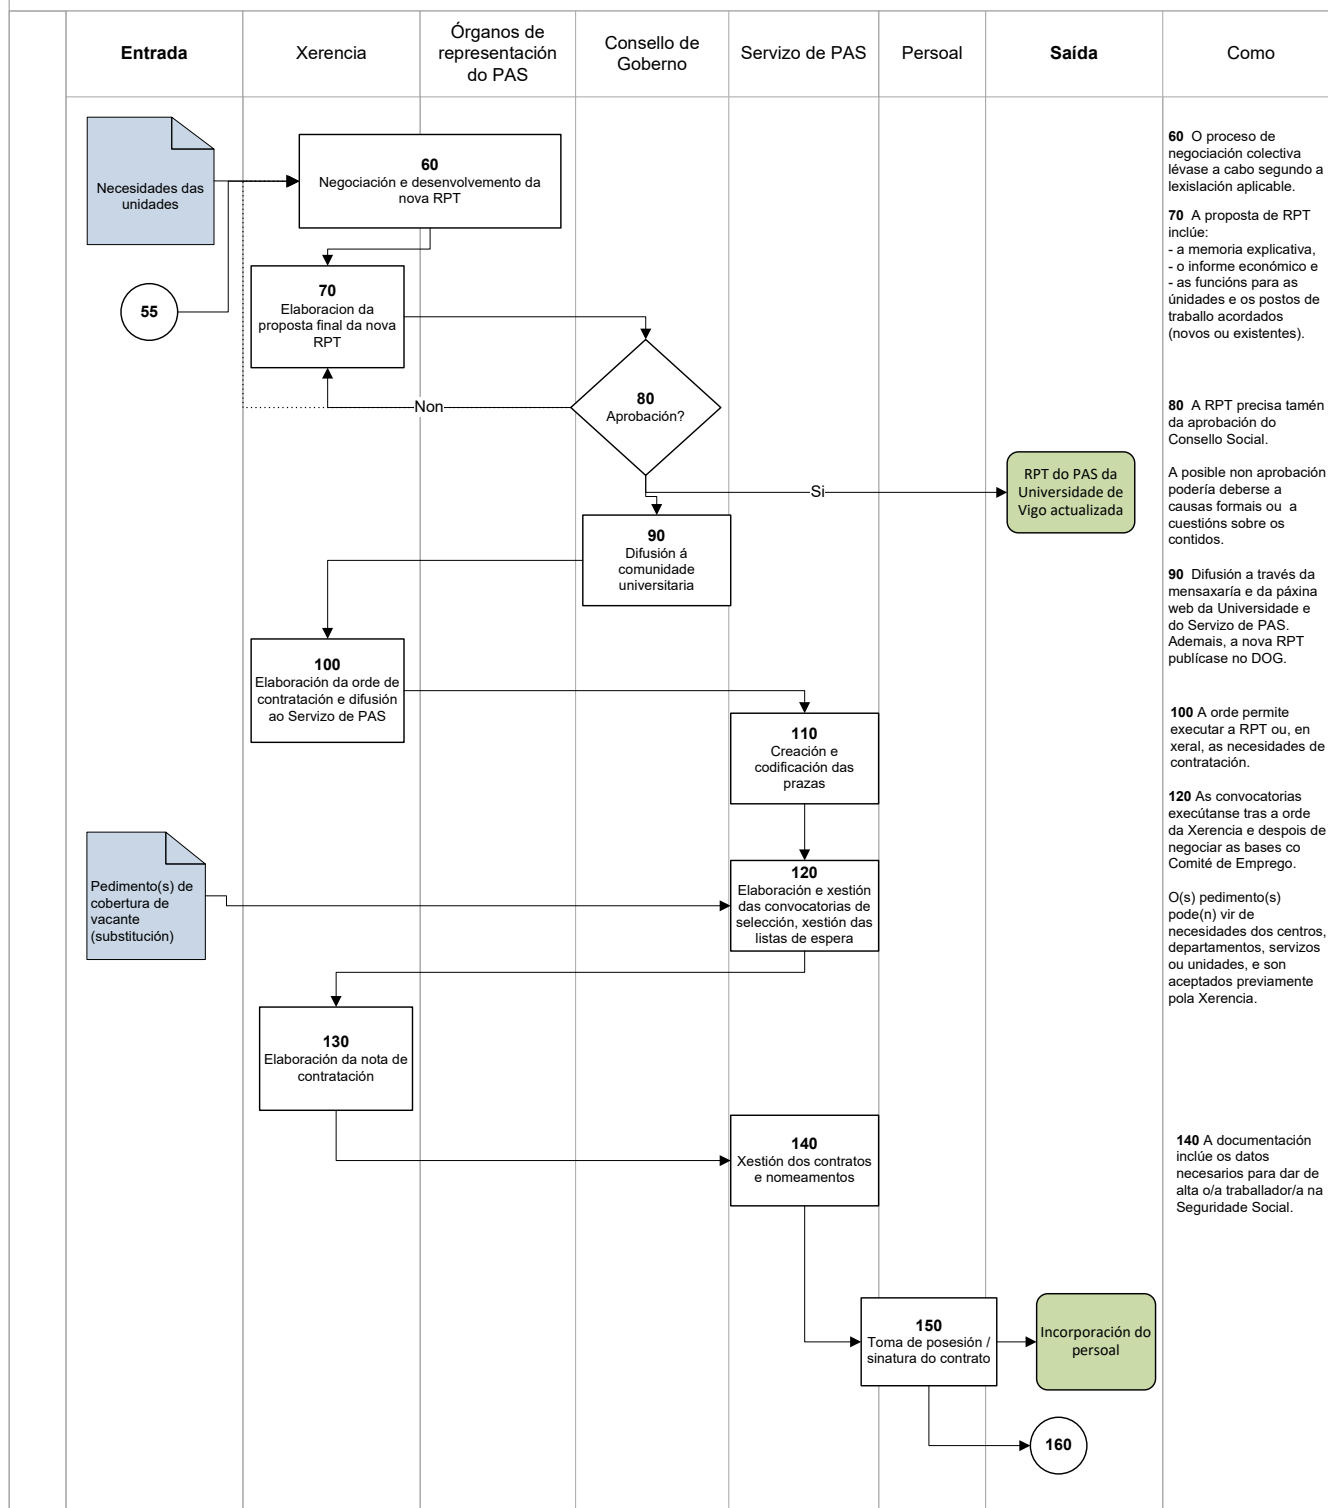 Entrada
Xerencia
Órganos de
representación
do PAS
Consello de
Goberno
Servizo de PAS
Persoal
Saída
Como
Necesidades das
unidades
55
60
Negociación e desenvolvemento da
nova RPT
70
Elaboracion da
proposta final da nova
RPT
80
Aprobación?
Non
Si
RPT do PAS da
Universidade de
Vigo actualizada
90
Difusión á
comunidade
universitaria
100
Elaboración da orde de
contratación e difusión
ao Servizo de PAS
110
Creación e
codificación das
prazas
Pedimento(s) de
cobertura de
vacante
(substitución)
120
Elaboración e xestión
das convocatorias de
selección, xestión das
listas de espera
130
Elaboración da nota de
contratación
140
Xestión dos contratos
e nomeamentos
150
Toma de posesión /
sinatura do contrato
Incorporación do
persoal
160
60 O proceso de
negociación colectiva
lévase a cabo segundo a
lexislación aplicable.
70 A proposta de RPT
inclúe:
- a memoria explicativa,
- o informe económico e
- as funcións para as
únidades e os postos de
traballo acordados
(novos ou existentes).
80 A RPT precisa tamén
da aprobación do
Consello Social.
A posible non aprobación
podería deberse a
causas formais ou a
cuestións sobre os
contidos.
90 Difusión a través da
mensaxaría e da páxina
web da Universidade e
do Servizo de PAS.
Ademais, a nova RPT
publícase no DOG.
100 A orde permite
executar a RPT ou, en
xeral, as necesidades de
contratación.
120 As convocatorias
execútanse tras a orde
da Xerencia e despois de
negociar as bases co
Comité de Emprego.
O(s) pedimento(s)
pode(n) vir de
necesidades dos centros,
departamentos, servizos
ou unidades, e son
aceptados previamente
pola Xerencia.
140 A documentación
inclúe os datos
necesarios para dar de
alta o/a traballador/a na
Seguridade Social.